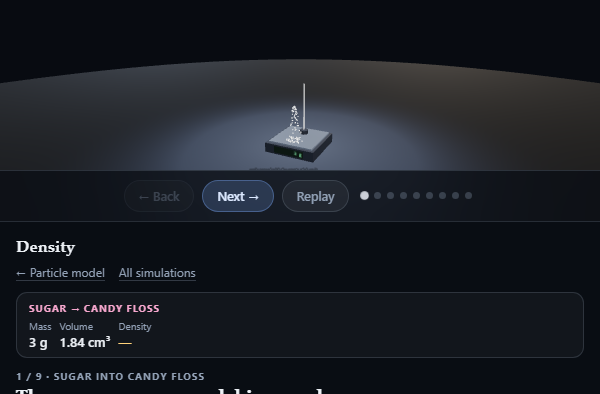 ← Back
Next →
Replay
Density
← Particle model
All simulations
SUGAR → CANDY FLOSS
Mass Volume Density
3 g 1.84 cm³ —
1 / 9 · SUGAR INTO CANDY FLOSS